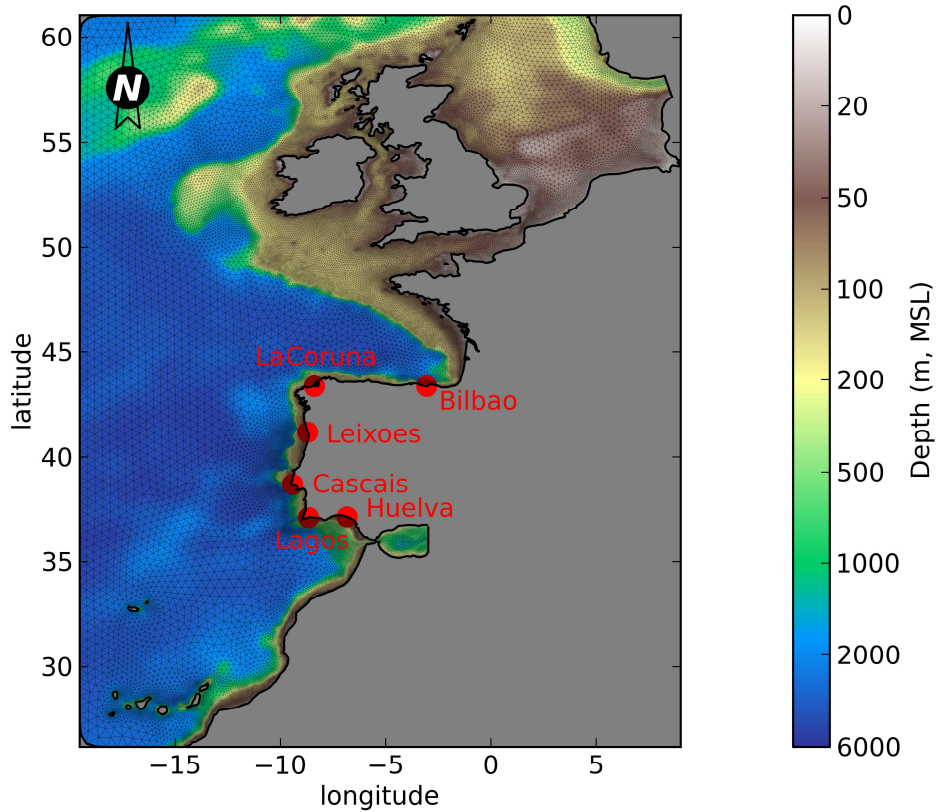 60
55
50
45
40
35
30
latitude
−15
−10
−5
0
5
longitude
N
LaCoruna
Bilbao
Leixoes
Cascais
Huelva
Lagos
0
20
50
100
200
500
1000
2000
6000
Depth (m, MSL)